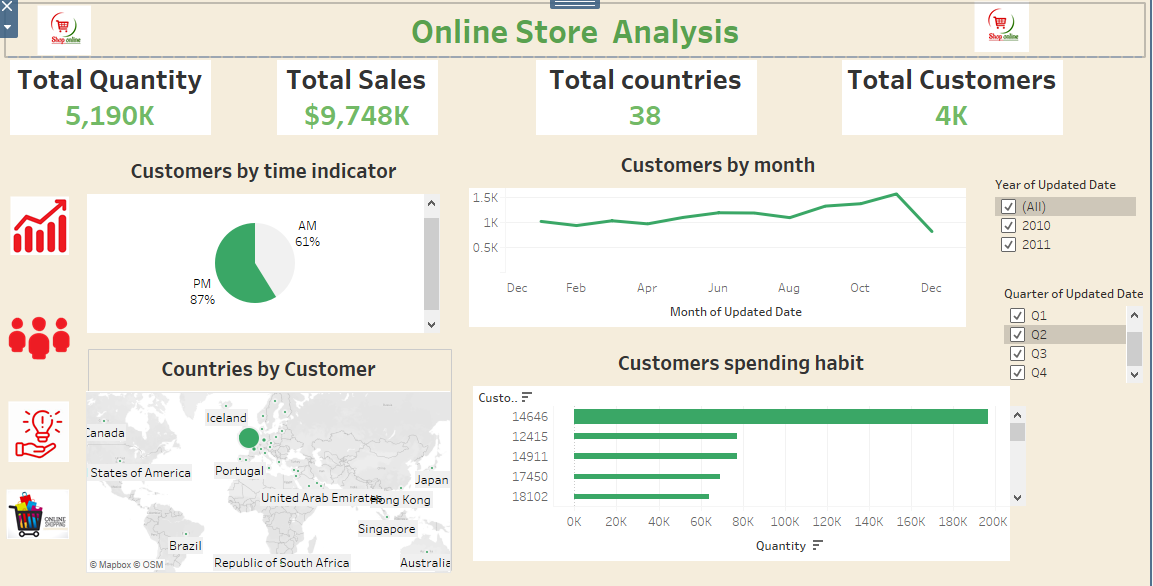 Online Store Analysis
Shop online
Shop online
Total Quantity
5,190K
Total Sales
$9,748K
Total countries
38
Total Customers
4K
Customers by time indicator
AM
61%
PM
87%
Customers by month
1.5K
1K
0.5K
Dec Feb Apr Jun Aug Oct Dec
Month of Updated Date
Year of Updated Date
(All)
2010
2011
Quarter of Updated Date
Q1
Q2
Q3
Q4
Countries by Customer
Iceland
Canada
States of America
Portugal
Japan
United Arab Emirates
Hong Kong
Singapore
Brazil
Republic of South Africa
Australia
© Mapbox © OSM
Customers spending habit
Custo..
14646
12415
14911
17450
18102
0K 20K 40K 60K 80K 100K 120K 140K 160K 180K 200K
Quantity
ONLINE
SHOPPING